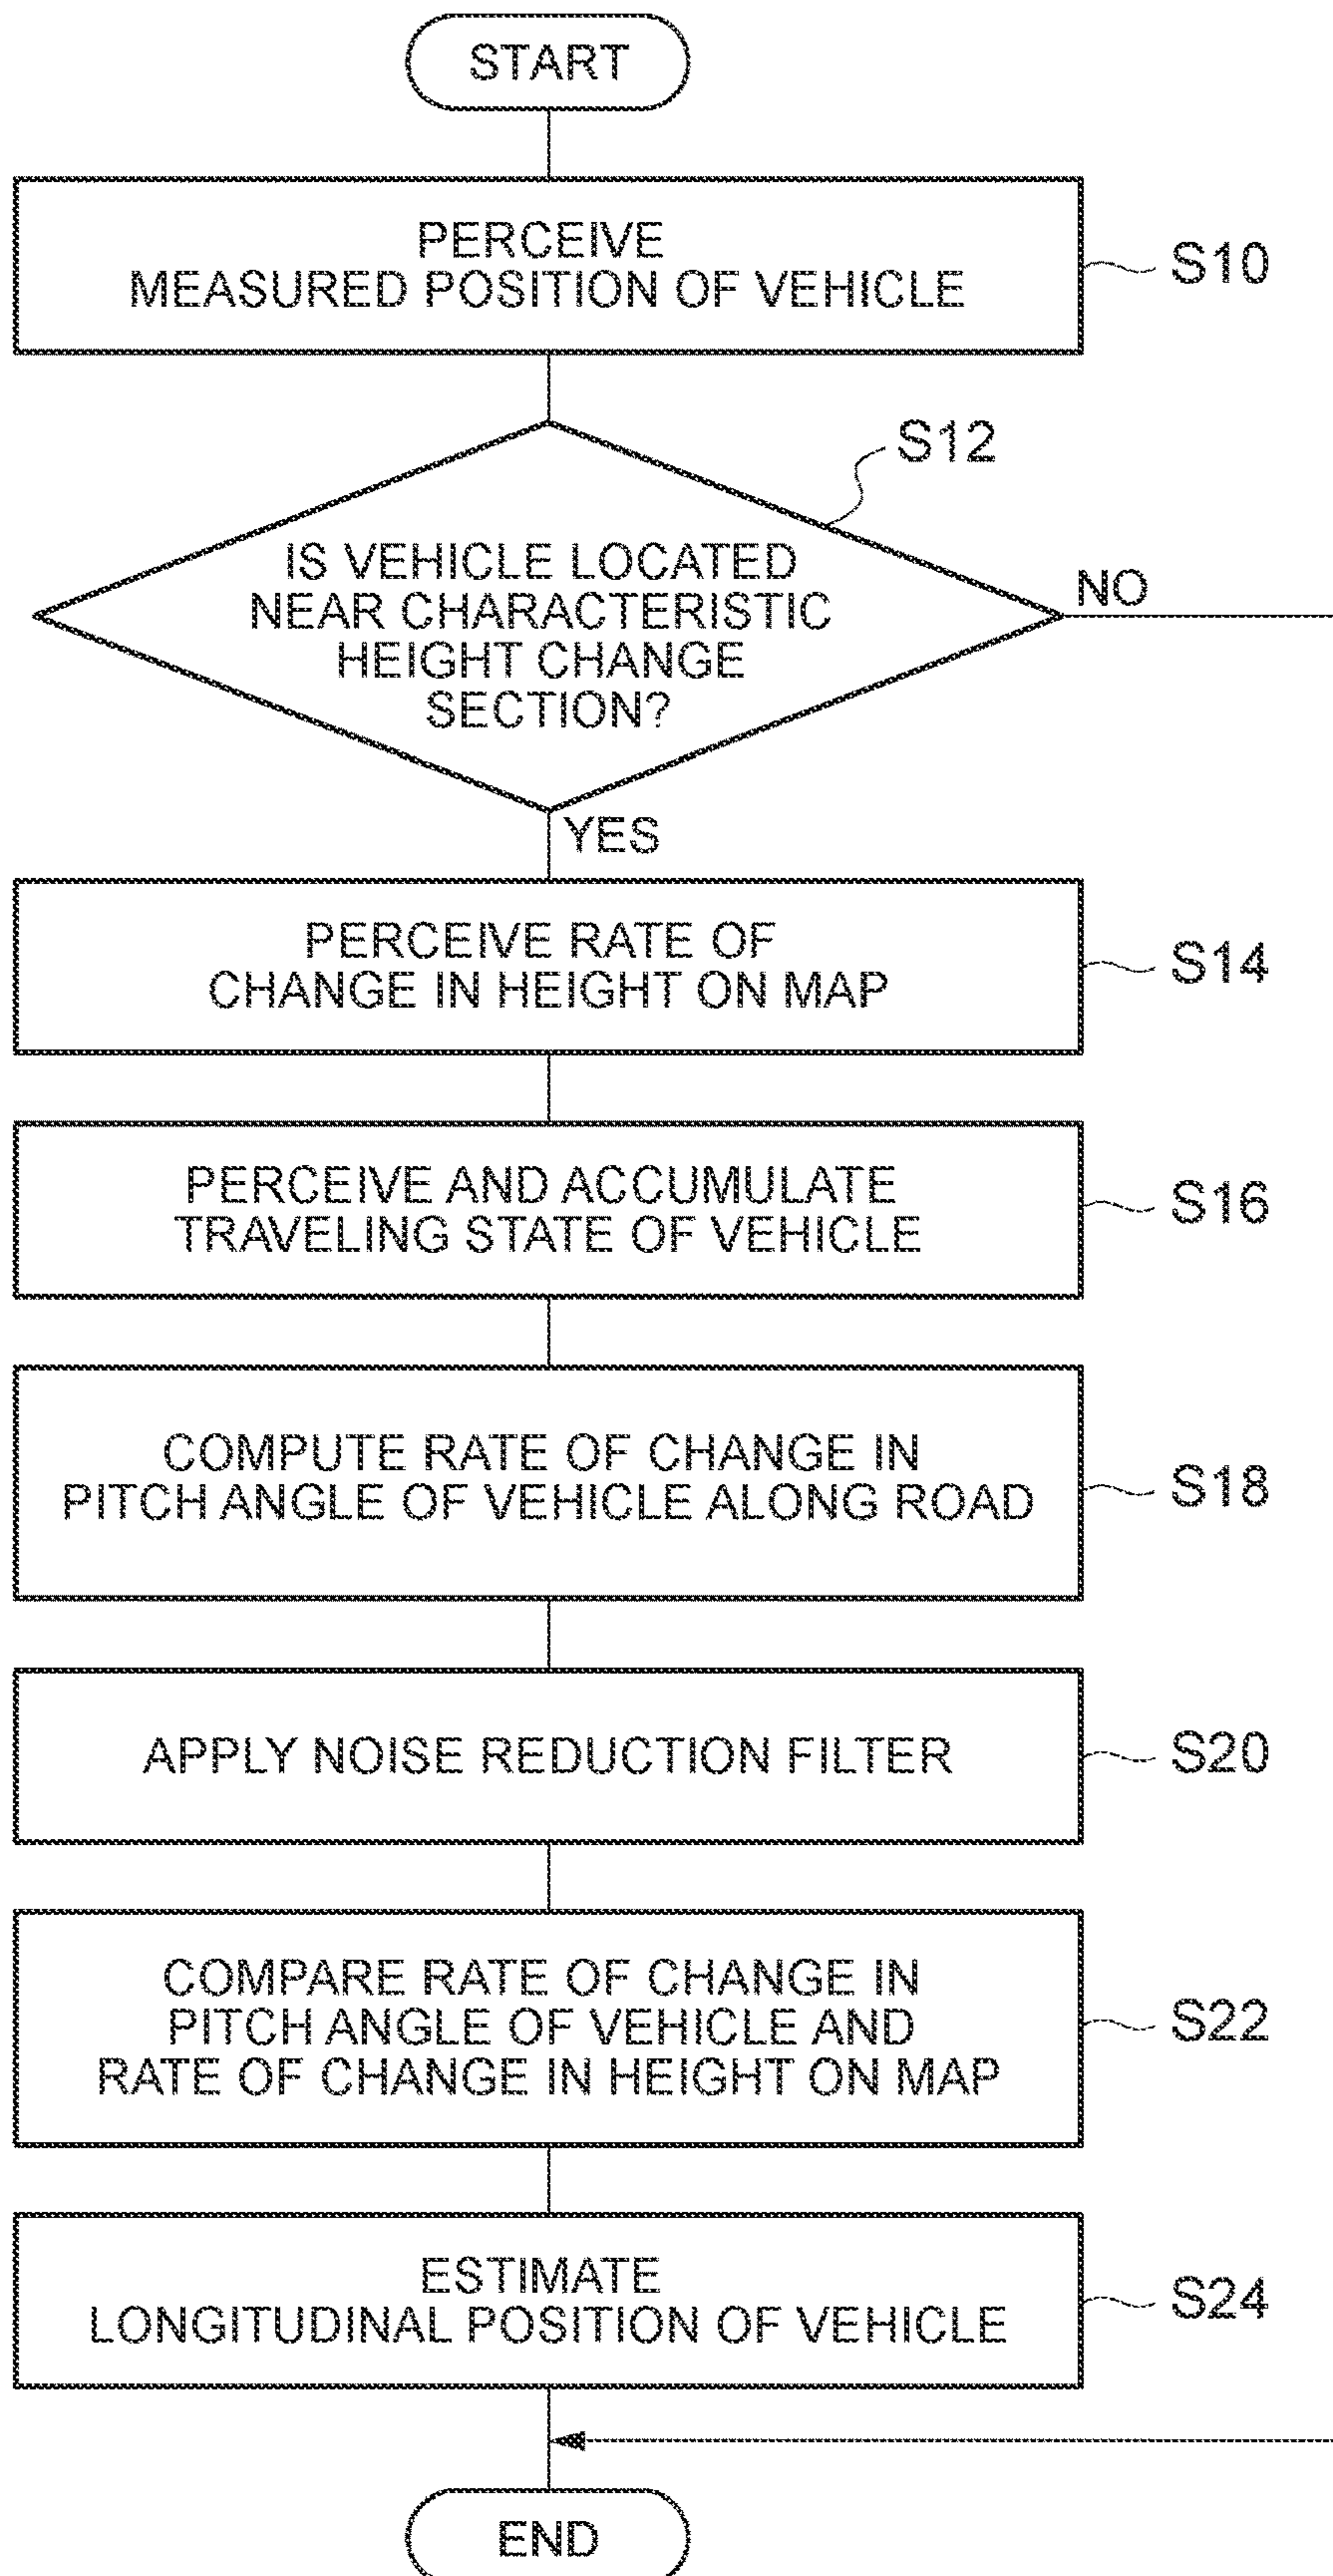 START
PERCEIVE
MEASURED POSITION OF VEHICLE
S10
S12
IS VEHICLE LOCATED
NEAR CHARACTERISTIC
HEIGHT CHANGE
SECTION?
NO
YES
PERCEIVE RATE OF
CHANGE IN HEIGHT ON MAP
S14
PERCEIVE AND ACCUMULATE
TRAVELING STATE OF VEHICLE
S16
COMPUTE RATE OF CHANGE IN
PITCH ANGLE OF VEHICLE ALONG ROAD
S18
APPLY NOISE REDUCTION FILTER
S20
COMPARE RATE OF CHANGE IN
PITCH ANGLE OF VEHICLE AND
RATE OF CHANGE IN HEIGHT ON MAP
S22
ESTIMATE
LONGITUDINAL POSITION OF VEHICLE
S24
END